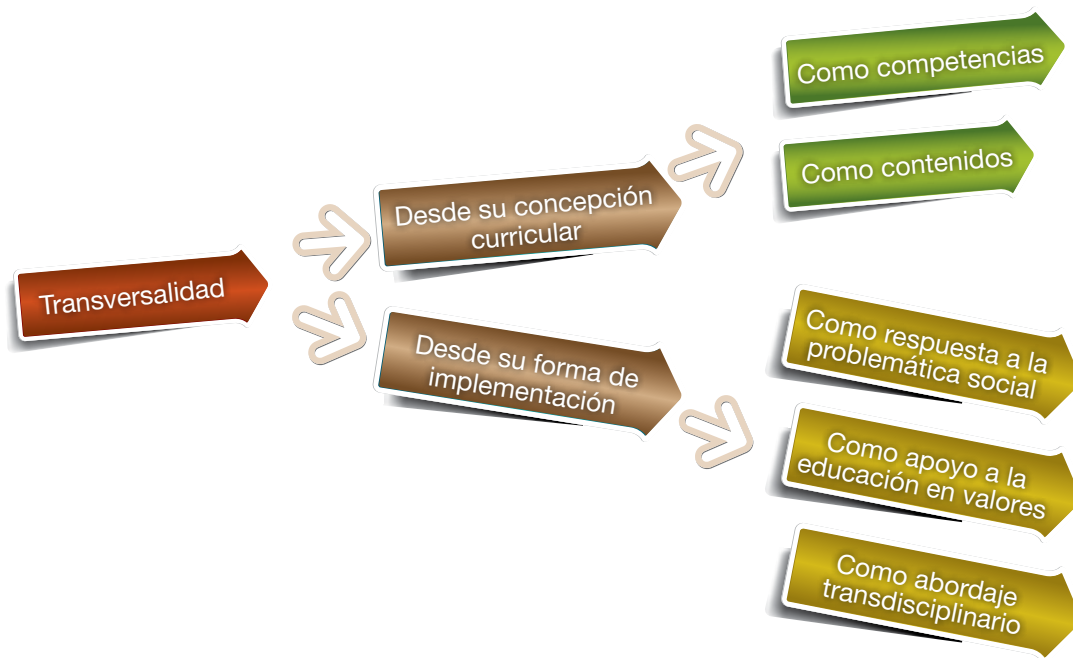 Transversalidad
Desde su concepción
curricular
Como competencias
Como contenidos
Desde su forma de
implementación
Como respuesta a la
problemática social
Como apoyo a la
educación en valores
Como abordaje
transdisciplinario